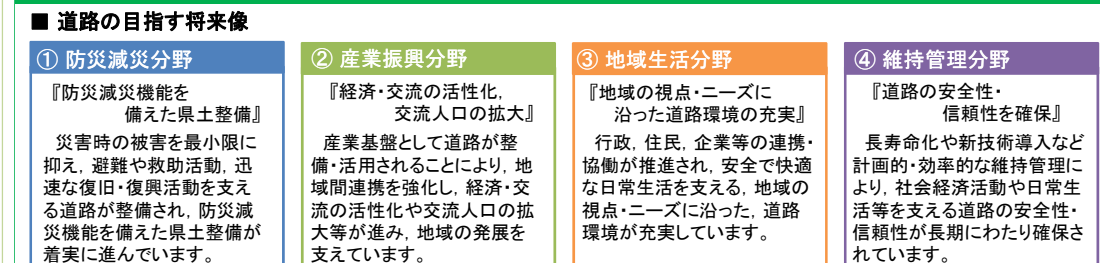 ■ 道路の目指す将来像
① 防災減災分野
『防災減災機能を
備えた県土整備』
災害時の被害を最小限に
抑え，避難や救助活動，迅
速な復旧・復興活動を支え
る道路が整備され，防災減
災機能を備えた県土整備が
着実に進んでいます。
② 産業振興分野
『経済・交流の活性化，
交流人口の拡大』
産業基盤として道路が整
備・活用されることにより，地
域間連携を強化し，経済・交
流の活性化や交流人口の拡
大等が進み，地域の発展を
支えています。
③ 地域生活分野
『地域の視点・ニーズに
沿った道路環境の充実』
行政，住民，企業等の連携・
協働が推進され，安全で快適
な日常生活を支える，地域の
視点・ニーズに沿った，道路
環境が充実しています。
④ 維持管理分野
『道路の安全性・
信頼性を確保』
長寿命化や新技術導入など
計画的・効率的な維持管理に
より，社会経済活動や日常生
活等を支える道路の安全性・
信頼性が長期にわたり確保さ
れています。